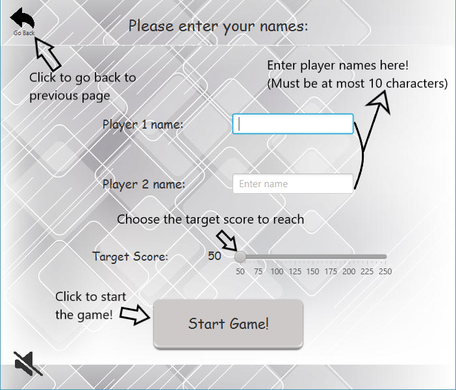 Please enter your names:
Go Back
Click to go back to
previous page
Enter player names here!
(Must be at most 10 characters)
Player 1 name:
Player 2 name:
Enter name
Choose the target score to reach
Target Score:
50
50 75 100 125 150 175 200 225 250
Click to start
the game!
Start Game!